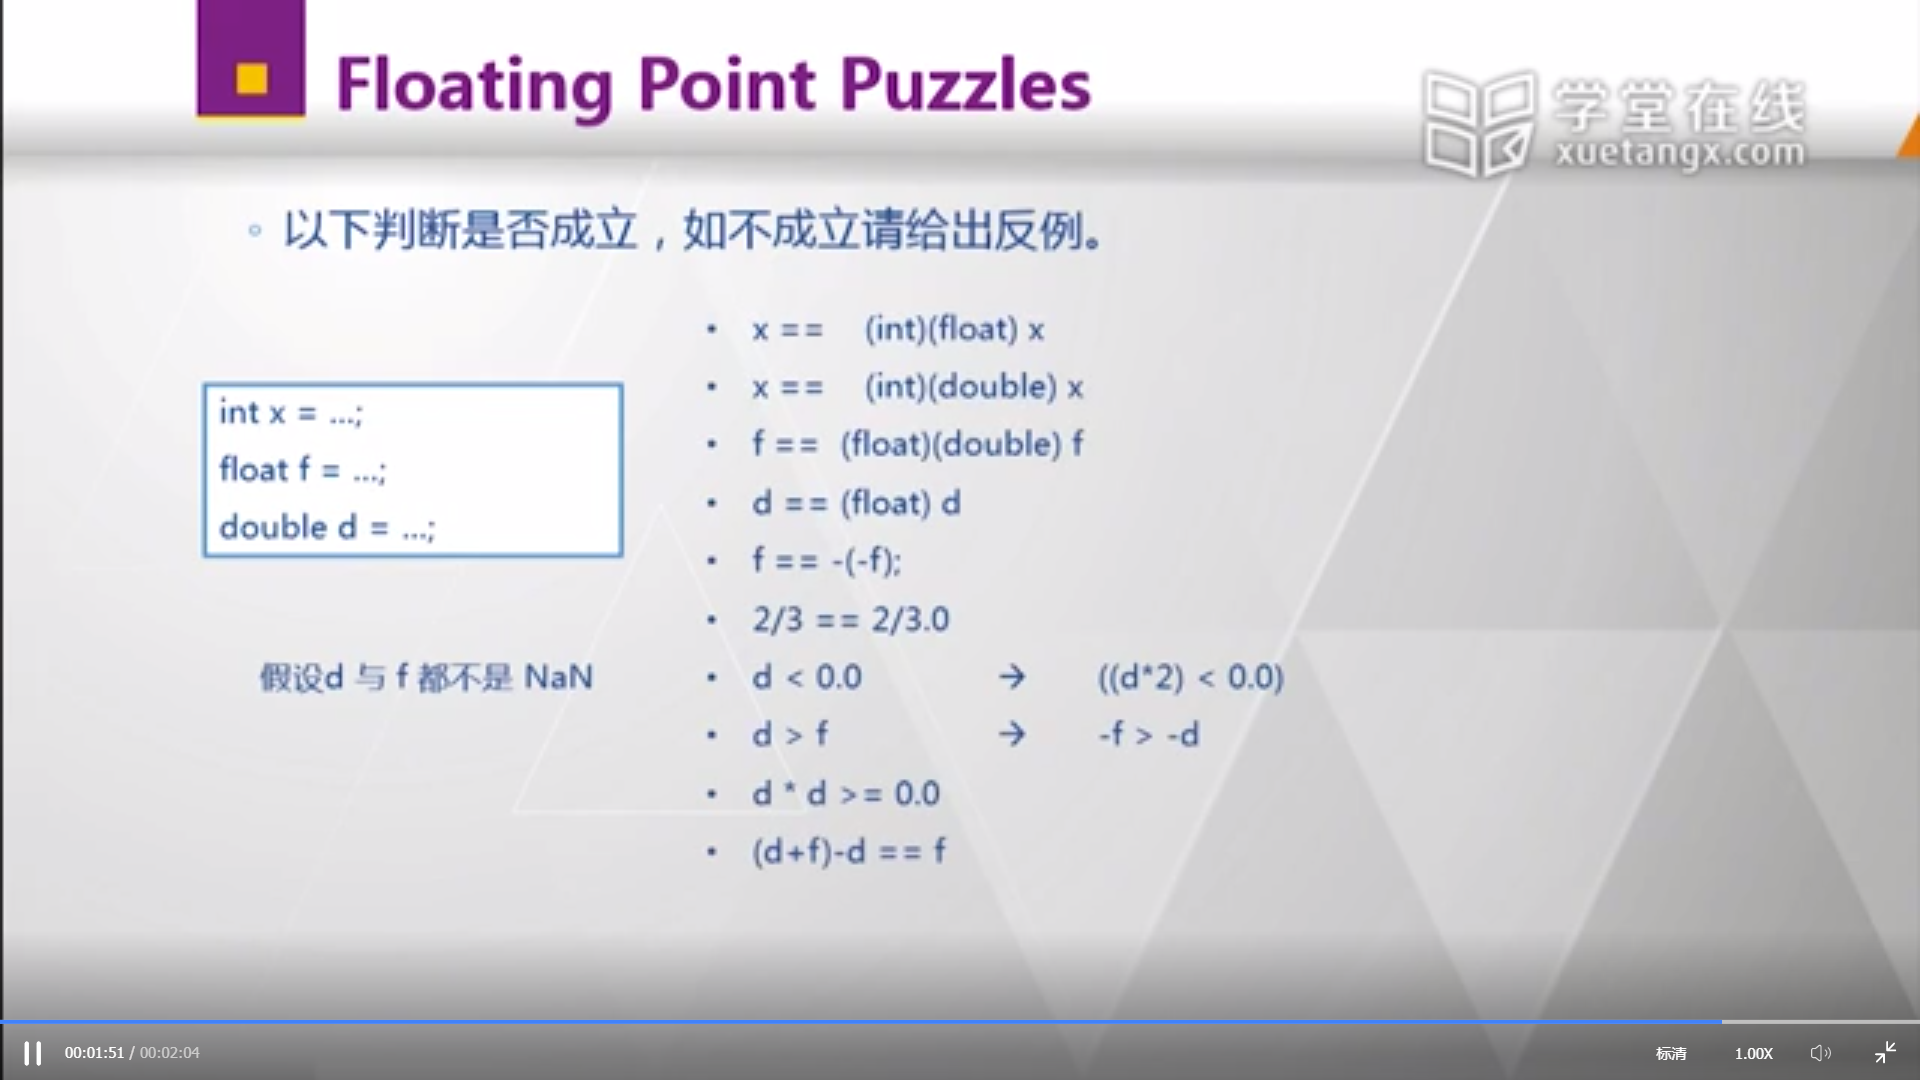 Floating Point Puzzles
学堂在线
xuetangx.com
以下判断是否成立，如不成立请给出反例。
int x = ...;
float f = ...;
double d = ...;
假设d 与 f 都不是 NaN
• x == (int)(float) x
• x == (int)(double) x
• f == (float)(double) f
• d == (float) d
• f == -(-f);
• 2/3 == 2/3.0
• d < 0.0 → ((d*2) < 0.0)
• d > f → -f > -d
• d * d >= 0.0
• (d+f)-d == f
00:01:51 / 00:02:04
标清
1.00X